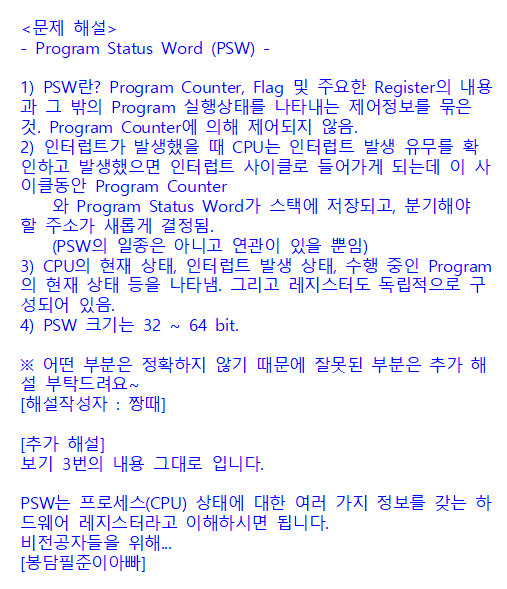 <문제 해설>
- Program Status Word (PSW) -
1) PSW란? Program Counter, Flag 및 주요한 Register의 내용
과 그 밖의 Program 실행상태를 나타내는 제어정보를 묶은
것. Program Counter에 의해 제어되지 않음.
2) 인터럽트가 발생했을 때 CPU는 인터럽트 발생 유무를 확
인하고 발생했으면 인터럽트 사이클로 들어가게 되는데 이 사
이클동안 Program Counter
와 Program Status Word가 스택에 저장되고, 분기해야
할 주소가 새롭게 결정됨.
(PSW의 일종은 아니고 연관이 있을 뿐임)
3) CPU의 현재 상태, 인터럽트 발생 상태, 수행 중인 Program
의 현재 상태 등을 나타냄. 그리고 레지스터도 독립적으로 구
성되어 있음.
4) PSW 크기는 32 ~ 64 bit.
※ 어떤 부분은 정확하지 않기 때문에 잘못된 부분은 추가 해
설 부탁드려요~
[해설작성자 : 짱때]
[추가 해설]
보기 3번의 내용 그대로 입니다.
PSW는 프로세스(CPU) 상태에 대한 여러 가지 정보를 갖는 하
드웨어 레지스터라고 이해하시면 됩니다.
비전공자들을 위해...
[봉담필준이아빠]